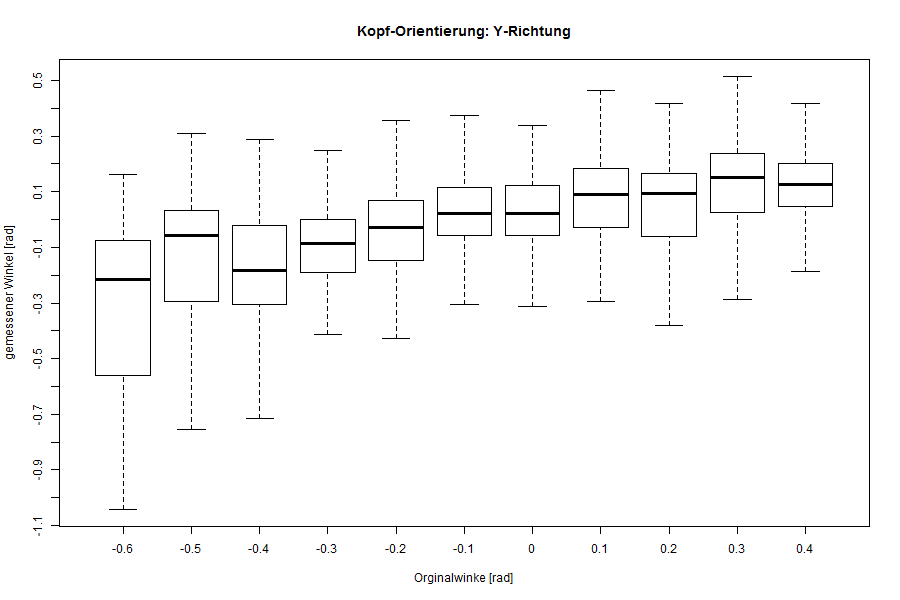 Kopf-Orientierung: Y-Richtung
gemessener Winkel [rad]
0.5
0.3
0.1
-0.1
-0.3
-0.5
-0.7
-0.9
-1.1
-0.6 -0.5 -0.4 -0.3 -0.2 -0.1 0 0.1 0.2 0.3 0.4
Orginalwinke [rad]